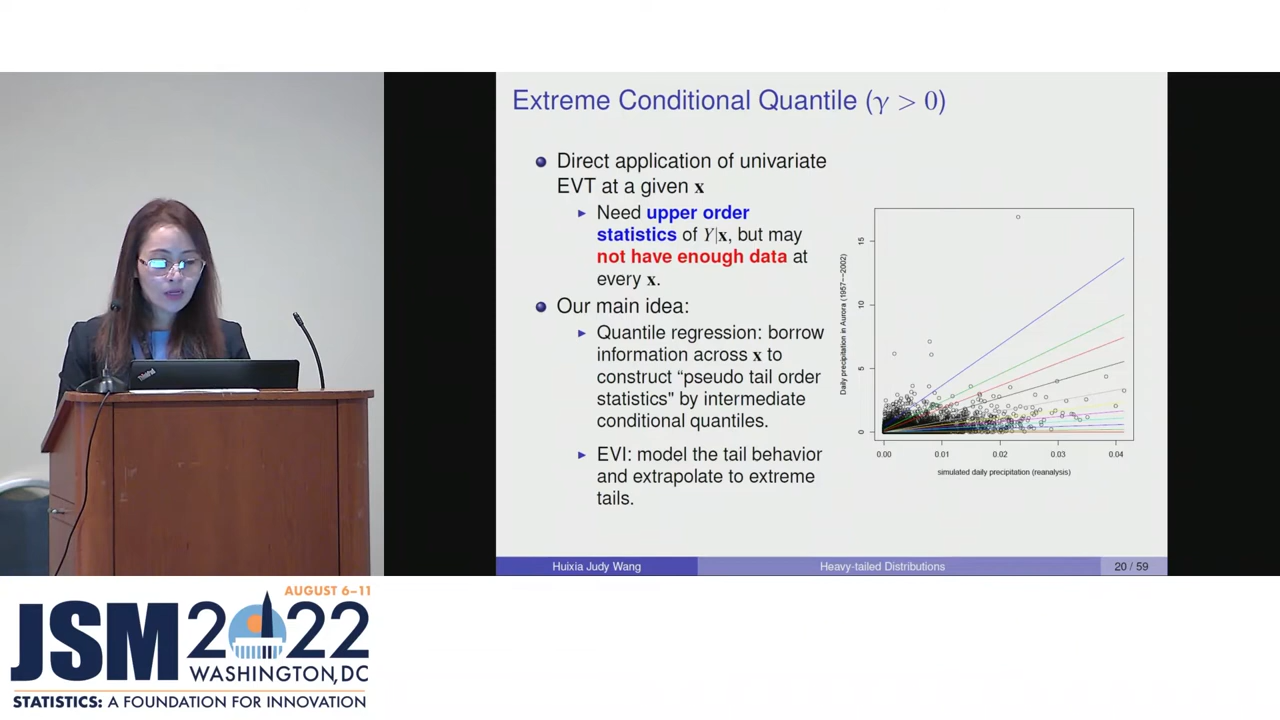 Extreme Conditional Quantile (γ > 0)
Direct application of univariate
EVT at a given x
Need upper order
statistics of Y|x, but may
not have enough data at
every x.
Our main idea:
Quantile regression: borrow
information across x to
construct “pseudo tail order
statistics" by intermediate
conditional quantiles.
EVI: model the tail behavior
and extrapolate to extreme
tails.
Daily precipitation in Aurora (1957--2002)
15
10
5
0
0.00 0.01 0.02 0.03 0.04
simulated daily precipitation (reanalysis)
Huixia Judy Wang Heavy-tailed Distributions 20 / 59
ThinkPad
AUGUST 6–11
JSM 2022
WASHINGTON, DC
STATISTICS: A FOUNDATION FOR INNOVATION